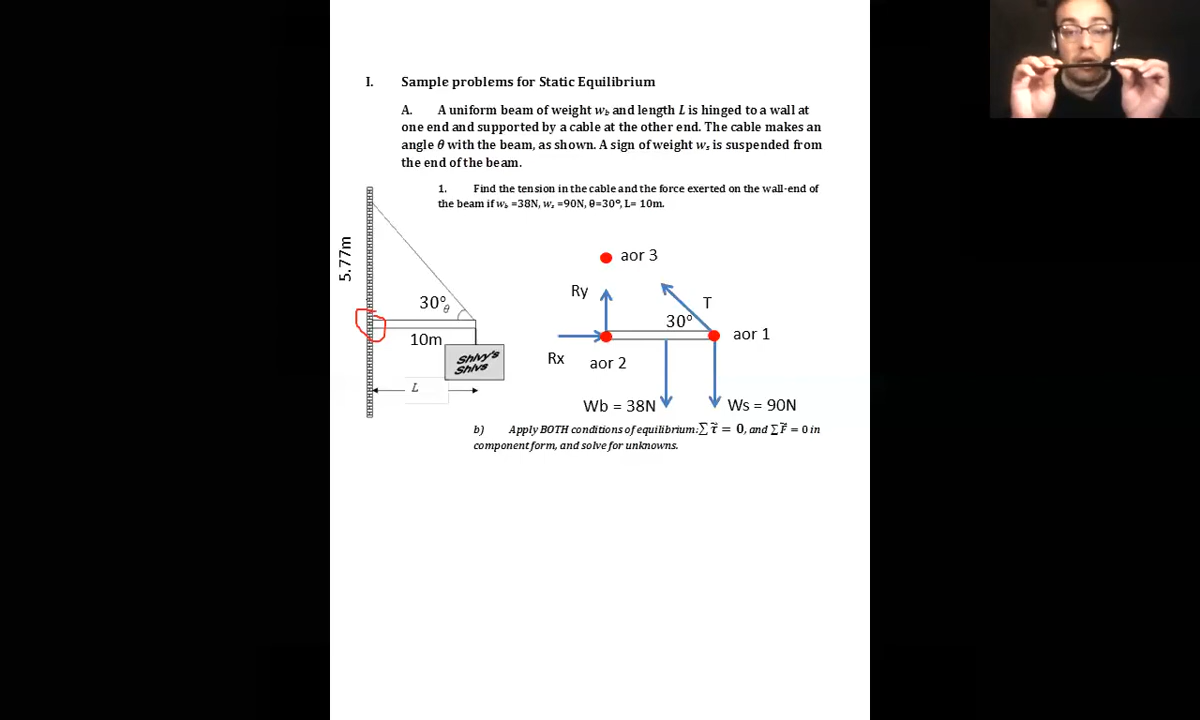 I. Sample problems for Static Equilibrium
A. A uniform beam of weight wb and length L is hinged to a wall at
one end and supported by a cable at the other end. The cable makes an
angle θ with the beam, as shown. A sign of weight ws is suspended from
the end of the beam.
1. Find the tension in the cable and the force exerted on the wall-end of
the beam if wb =38N, ws =90N, θ=30°, L= 10m.
5.77m
30° θ
10m
Shivy's
Shivs
L
aor 3
Ry
T
30°
aor 1
Rx
aor 2
Wb = 38N
Ws = 90N
b) Apply BOTH conditions of equilibrium: ∑τ⃗ = 0, and ∑F⃗ = 0 in
component form, and solve for unknowns.